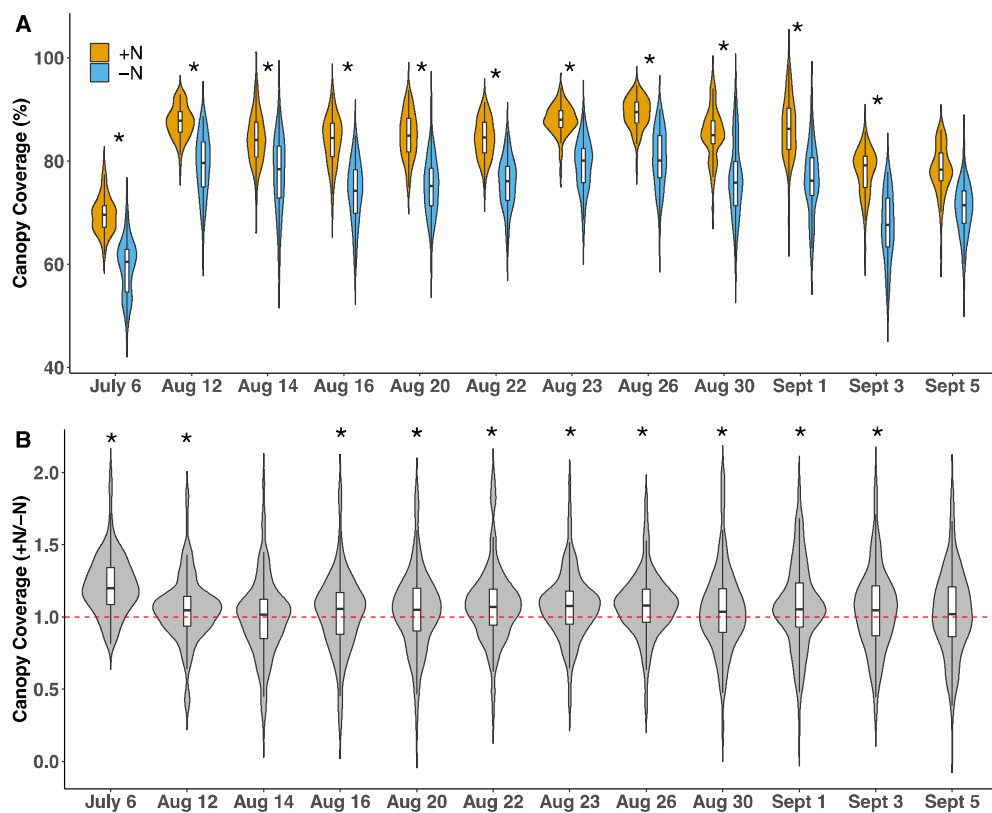 A
+N
−N
* * * * * * * * * * *
Canopy Coverage (%)
100
80
60
40
July 6 Aug 12 Aug 14 Aug 16 Aug 20 Aug 22 Aug 23 Aug 26 Aug 30 Sept 1 Sept 3 Sept 5
B
* * * * * * * * * *
Canopy Coverage (+N/−N)
2.0
1.5
1.0
0.5
0.0
July 6 Aug 12 Aug 14 Aug 16 Aug 20 Aug 22 Aug 23 Aug 26 Aug 30 Sept 1 Sept 3 Sept 5